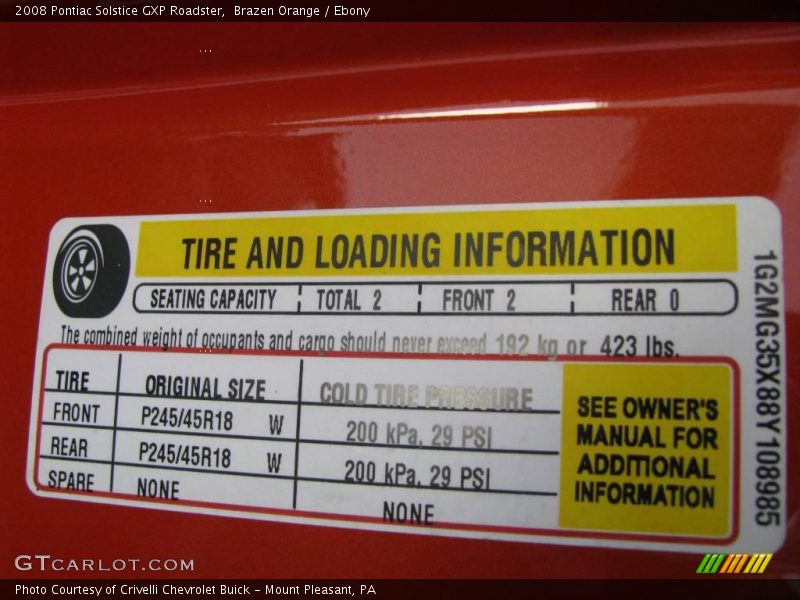 2008 Pontiac Solstice GXP Roadster,  Brazen Orange / Ebony
TIRE AND LOADING INFORMATION
SEATING CAPACITY TOTAL 2 FRONT 2 REAR 0
The combined weight of occupants and cargo should never exceed 192 kg or 423 lbs.
TIRE ORIGINAL SIZE COLD TIRE PRESSURE
FRONT P245/45R18 W 200 kPa, 29 PSI
REAR P245/45R18 W 200 kPa, 29 PSI
SPARE NONE NONE
SEE OWNER'S
MANUAL FOR
ADDITIONAL
INFORMATION
1G2MG35X88Y108985
GTCARLOT.COM
Photo Courtesy of Crivelli Chevrolet Buick - Mount Pleasant, PA